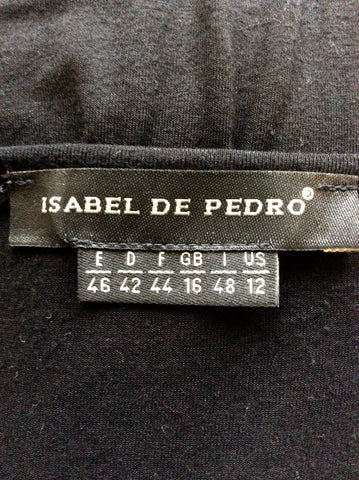 ISABEL DE PEDRO®
E D F GB I US
46 42 44 16 48 12